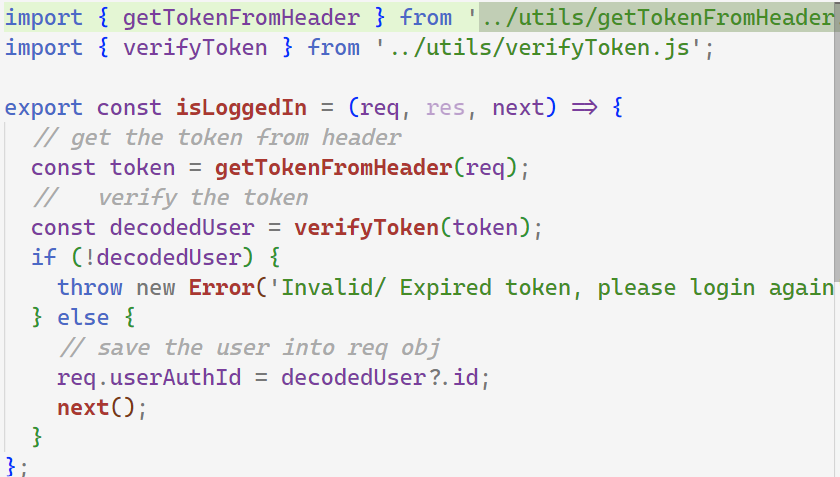 import { getTokenFromHeader } from '../utils/getTokenFromHeader
import { verifyToken } from '../utils/verifyToken.js';
export const isLoggedIn = (req, res, next) => {
// get the token from header
const token = getTokenFromHeader(req);
// verify the token
const decodedUser = verifyToken(token);
if (!decodedUser) {
throw new Error('Invalid/ Expired token, please login again
} else {
// save the user into req obj
req.userAuthId = decodedUser?.id;
next();
}
};